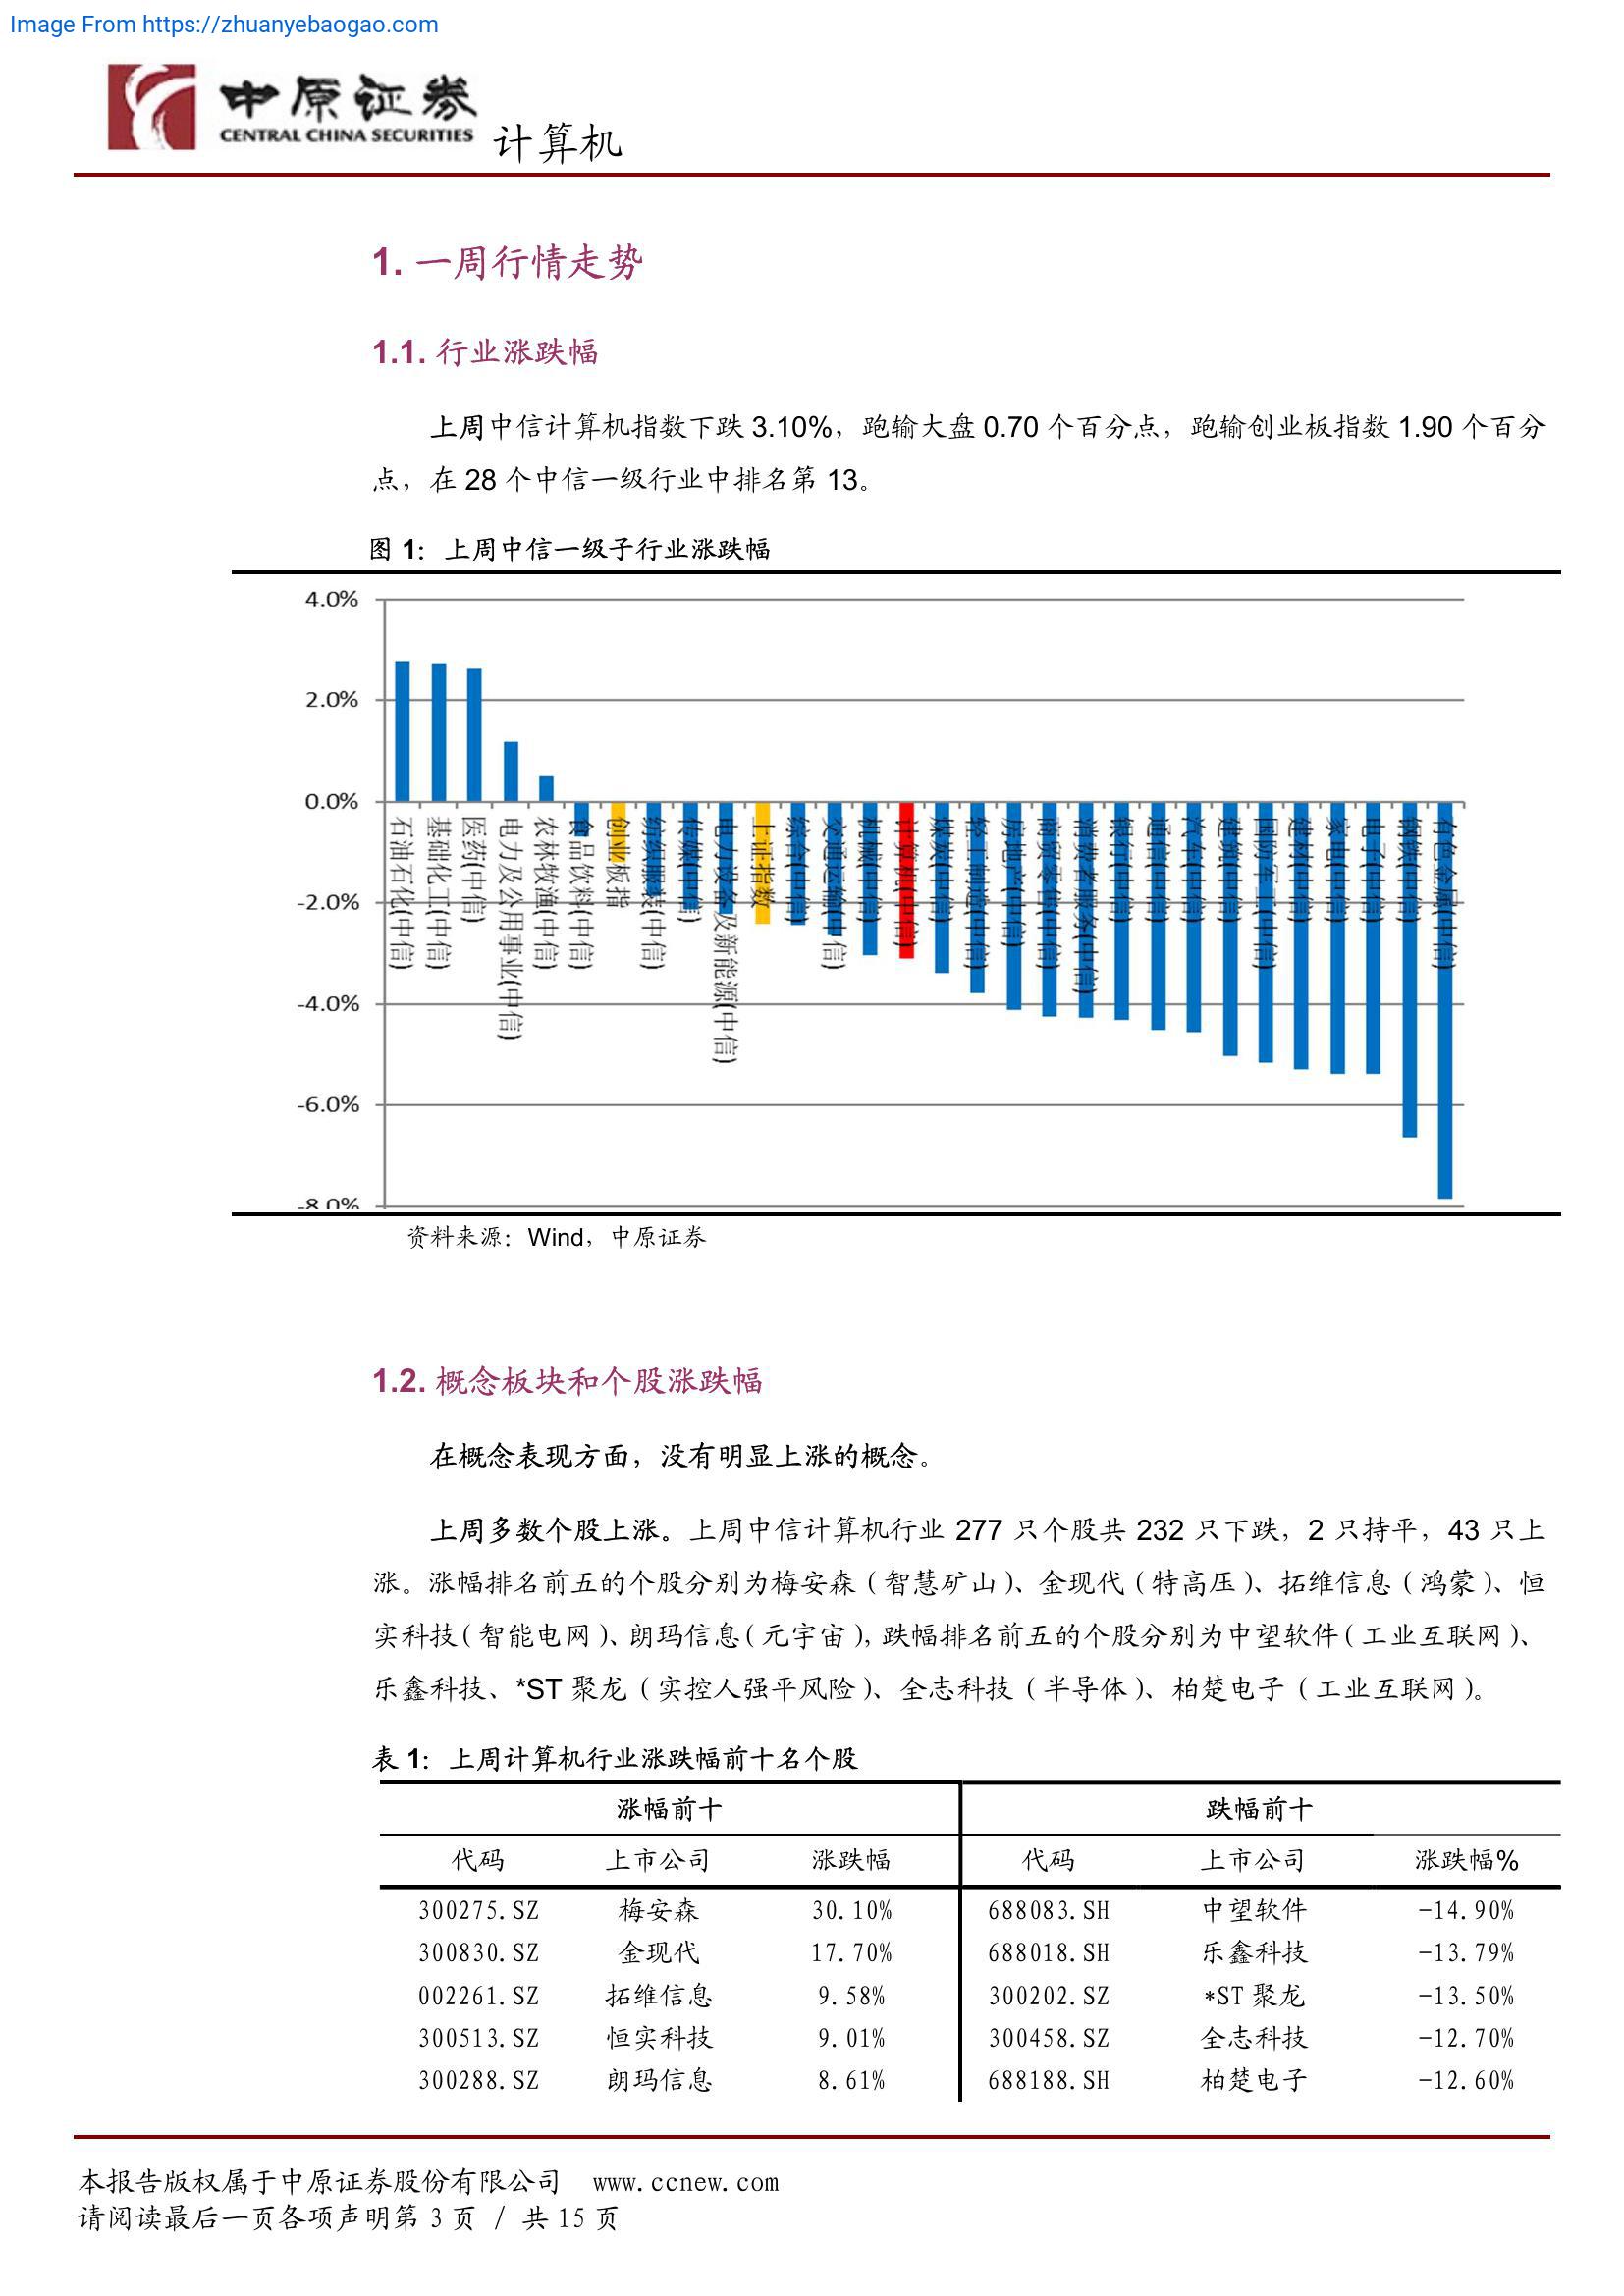 Image From https://zhuanyebaogao.com
中原证券
CENTRAL CHINA SECURITIES
计算机
1. 一周行情走势
1.1. 行业涨跌幅
上周中信计算机指数下跌 3.10%，跑输大盘 0.70 个百分点，跑输创业板指数 1.90 个百分
点，在 28 个中信一级行业中排名第 13。
图 1：上周中信一级子行业涨跌幅
4.0%
2.0%
0.0%
-2.0%
-4.0%
-6.0%
-8.0%
石油石化(中信)
基础化工(中信)
医药(中信)
电力及公用事业(中信)
农林牧渔(中信)
食品饮料(中信)
创业板指
纺织服装(中信)
传媒(中信)
电力设备及新能源(中信)
上证指数
综合(中信)
交通运输(中信)
机械(中信)
计算机(中信)
煤炭(中信)
轻工制造(中信)
房地产(中信)
商贸零售(中信)
消费者服务(中信)
银行(中信)
通信(中信)
汽车(中信)
建筑(中信)
国防军工(中信)
建材(中信)
家电(中信)
电子(中信)
钢铁(中信)
有色金属(中信)
资料来源：Wind，中原证券
1.2. 概念板块和个股涨跌幅
在概念表现方面，没有明显上涨的概念。
上周多数个股上涨。上周中信计算机行业 277 只个股共 232 只下跌，2 只持平，43 只上
涨。涨幅排名前五的个股分别为梅安森（智慧矿山）、金现代（特高压）、拓维信息（鸿蒙）、恒
实科技（智能电网）、朗玛信息（元宇宙），跌幅排名前五的个股分别为中望软件（工业互联网）、
乐鑫科技、*ST 聚龙（实控人强平风险）、全志科技（半导体）、柏楚电子（工业互联网）。
表 1：上周计算机行业涨跌幅前十名个股
涨幅前十 跌幅前十
代码 上市公司 涨跌幅 代码 上市公司 涨跌幅%
300275.SZ 梅安森 30.10% 688083.SH 中望软件 -14.90%
300830.SZ 金现代 17.70% 688018.SH 乐鑫科技 -13.79%
002261.SZ 拓维信息 9.58% 300202.SZ *ST 聚龙 -13.50%
300513.SZ 恒实科技 9.01% 300458.SZ 全志科技 -12.70%
300288.SZ 朗玛信息 8.61% 688188.SH 柏楚电子 -12.60%
本报告版权属于中原证券股份有限公司 www.ccnew.com
请阅读最后一页各项声明第 3 页 / 共 15 页